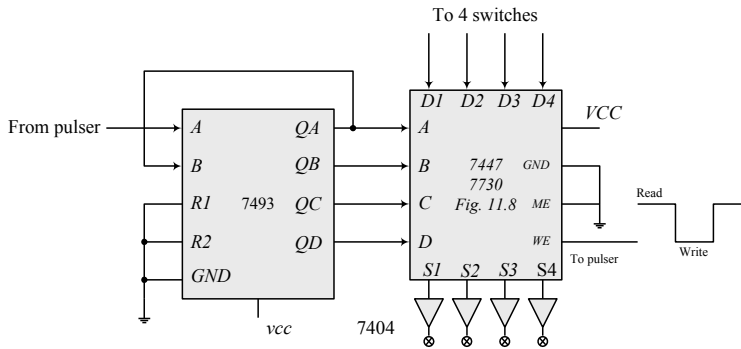 To 4 switches
D1 D2 D3 D4
From pulser
A QA
A
VCC
B QB
B
7447
GND
7730
R1 7493 QC
C
Fig. 11.8
ME
Read
R2 QD
D
WE
To pulser
Write
GND
S1 S2 S3 S4
vcc
7404